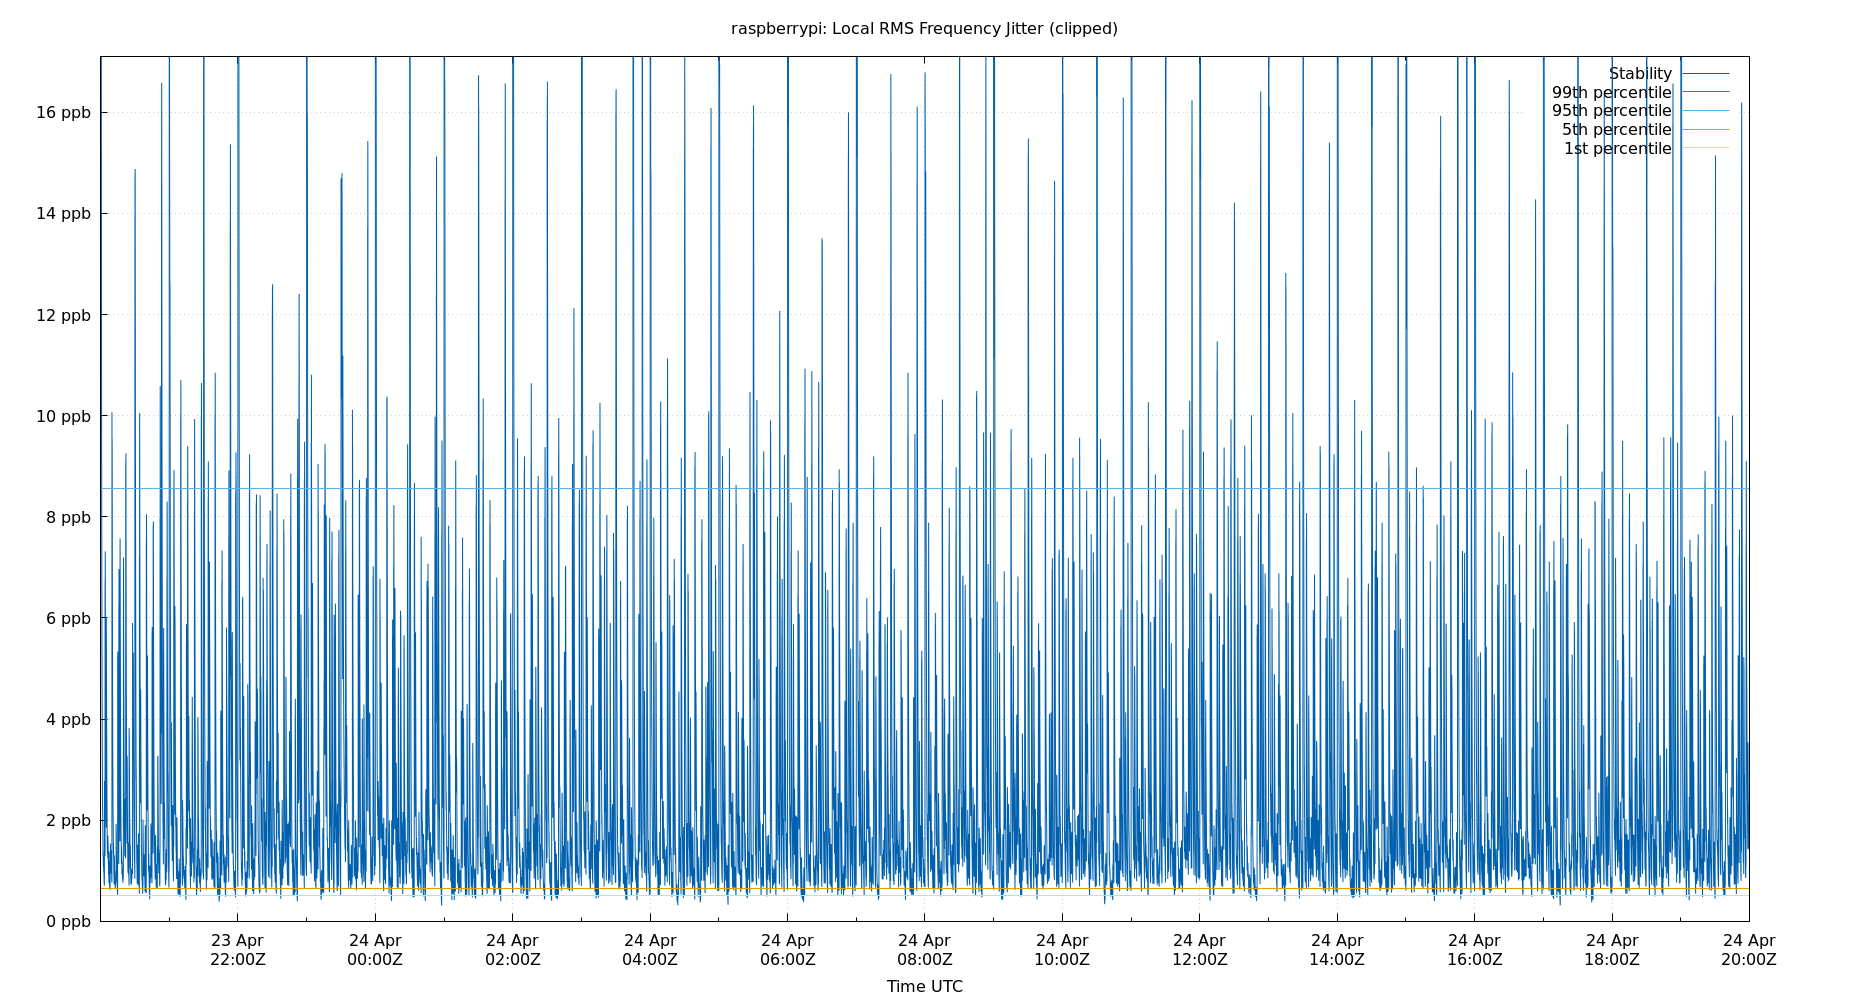 raspberrypi: Local RMS Frequency Jitter (clipped)
Stability
99th percentile
95th percentile
5th percentile
1st percentile
16 ppb
14 ppb
12 ppb
10 ppb
8 ppb
6 ppb
4 ppb
2 ppb
0 ppb
23 Apr 24 Apr 24 Apr 24 Apr 24 Apr 24 Apr 24 Apr 24 Apr 24 Apr 24 Apr 24 Apr 24 Apr
22:00Z 00:00Z 02:00Z 04:00Z 06:00Z 08:00Z 10:00Z 12:00Z 14:00Z 16:00Z 18:00Z 20:00Z
Time UTC